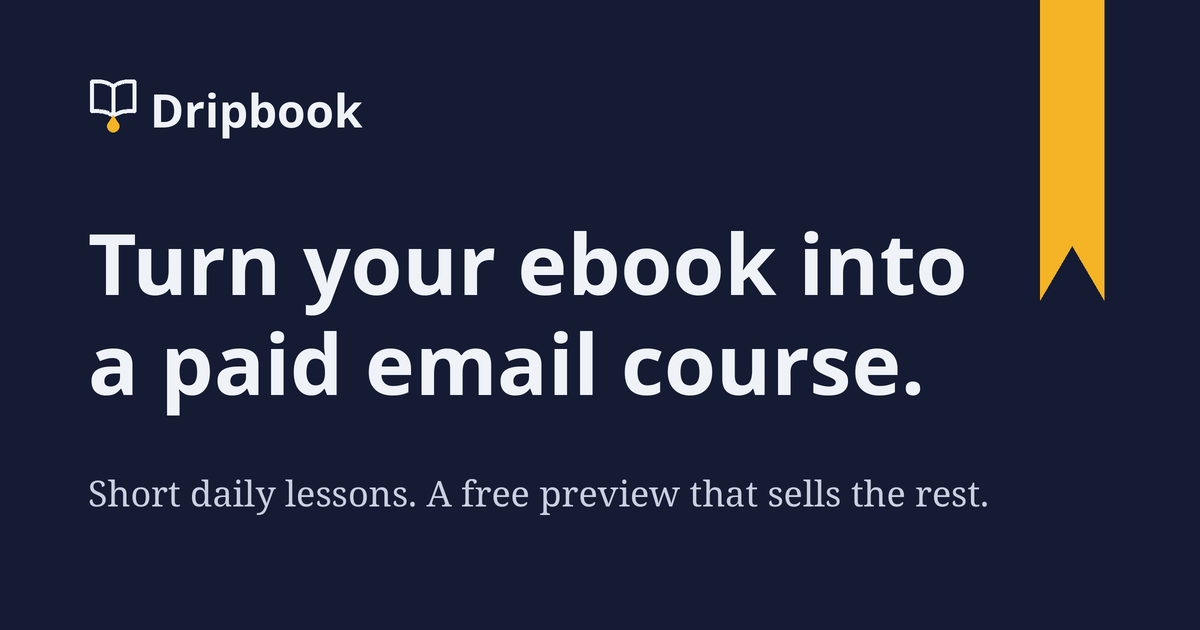 Dripbook
Turn your ebook into
a paid email course.
Short daily lessons. A free preview that sells the rest.